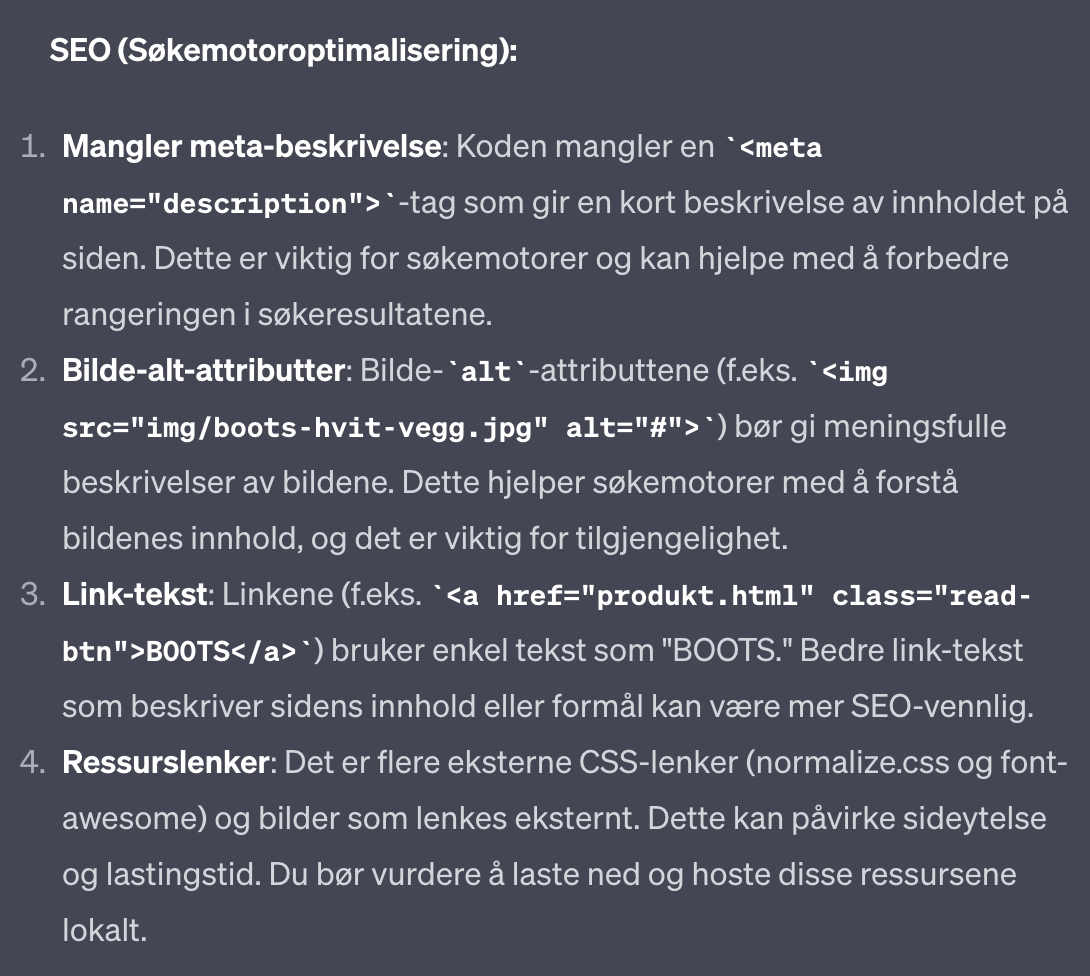 SEO (Søkemotoroptimalisering):
1. Mangler meta-beskrivelse: Koden mangler en `<meta
name="description">`-tag som gir en kort beskrivelse av innholdet på
siden. Dette er viktig for søkemotorer og kan hjelpe med å forbedre
rangeringen i søkeresultatene.
2. Bilde-alt-attributter: Bilde-`alt`-attributtene (f.eks. `<img
src="img/boots-hvit-vegg.jpg" alt="#">`) bør gi meningsfulle
beskrivelser av bildene. Dette hjelper søkemotorer med å forstå
bildenes innhold, og det er viktig for tilgjengelighet.
3. Link-tekst: Linkene (f.eks. `<a href="produkt.html" class="read-
btn">BOOTS</a>`) bruker enkel tekst som "BOOTS." Bedre link-tekst
som beskriver sidens innhold eller formål kan være mer SEO-vennlig.
4. Ressurslenker: Det er flere eksterne CSS-lenker (normalize.css og font-
awesome) og bilder som lenkes eksternt. Dette kan påvirke sideytelse
og lastingstid. Du bør vurdere å laste ned og hoste disse ressursene
lokalt.